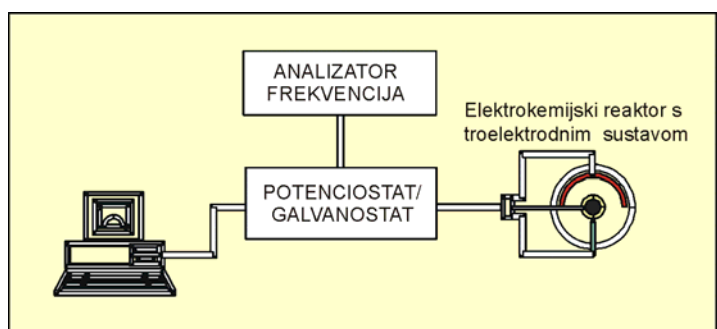 ANALIZATOR
FREKVENCIJA
Elektrokemijski reaktor s
troelektrodnim sustavom
POTENCIOSTAT/
GALVANOSTAT